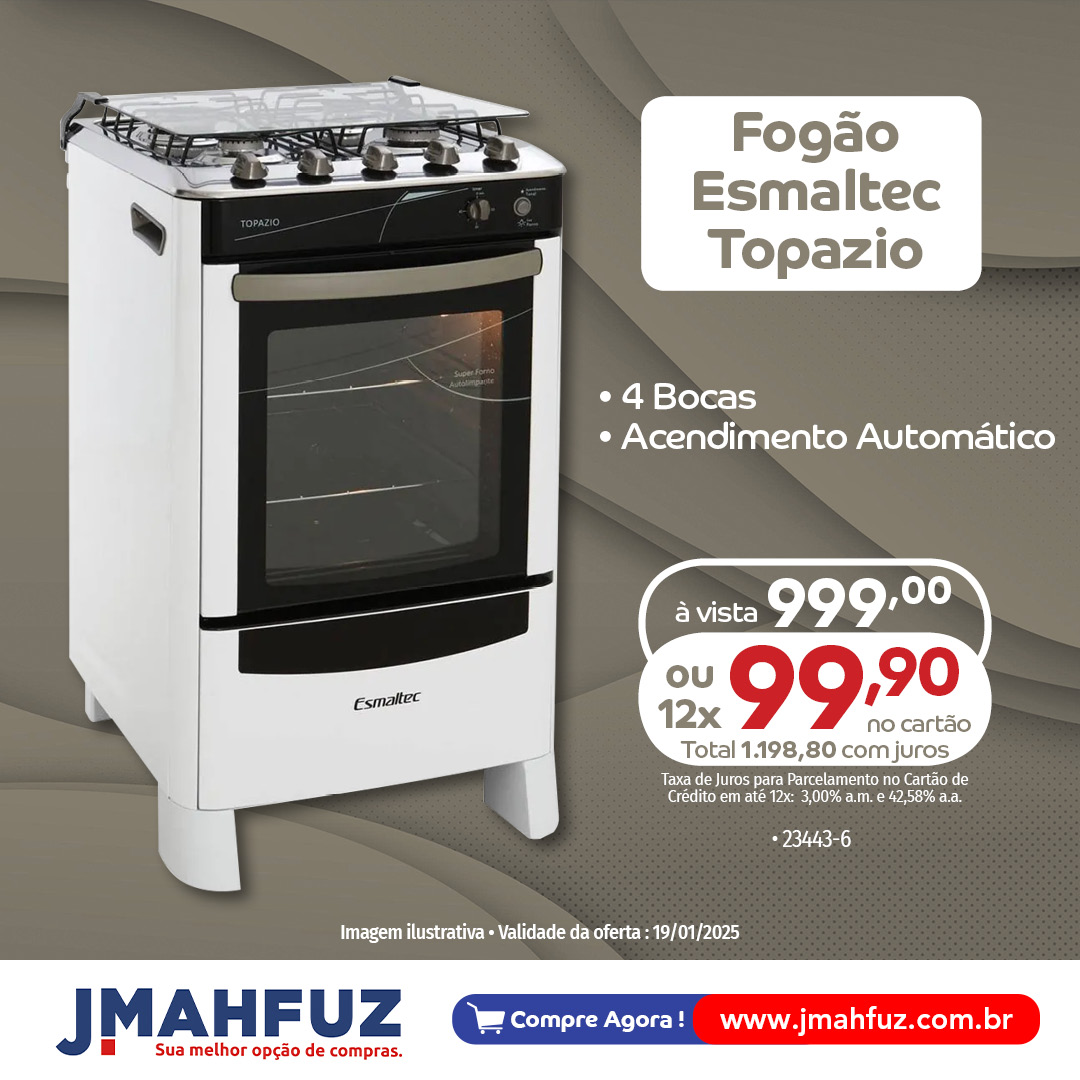 Fogão
Esmaltec
Topazio
• 4 Bocas
• Acendimento Automático
TOPAZIO
Super Forno
Autolimpante
Esmaltec
à vista 999,00
ou 12x 99,90
no cartão
Total 1.198,80 com juros
Taxa de Juros para Parcelamento no Cartão de
Crédito em até 12x: 3,00% a.m. e 42,58% a.a.
• 23443-6
Imagem ilustrativa • Validade da oferta : 19/01/2025
J.MAHFUZ
Sua melhor opção de compras.
Compre Agora !
www.jmahfuz.com.br